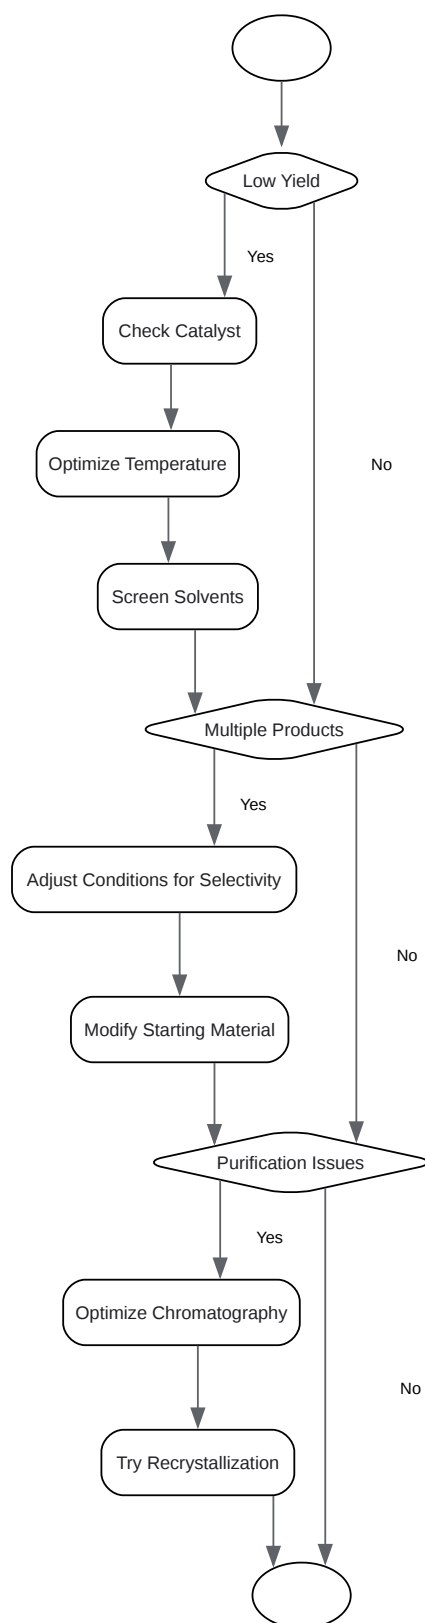 Low Yield
Yes
Check Catalyst
Optimize Temperature
No
Screen Solvents
Multiple Products
Yes
Adjust Conditions for Selectivity
No
Modify Starting Material
Purification Issues
Yes
Optimize Chromatography
No
Try Recrystallization